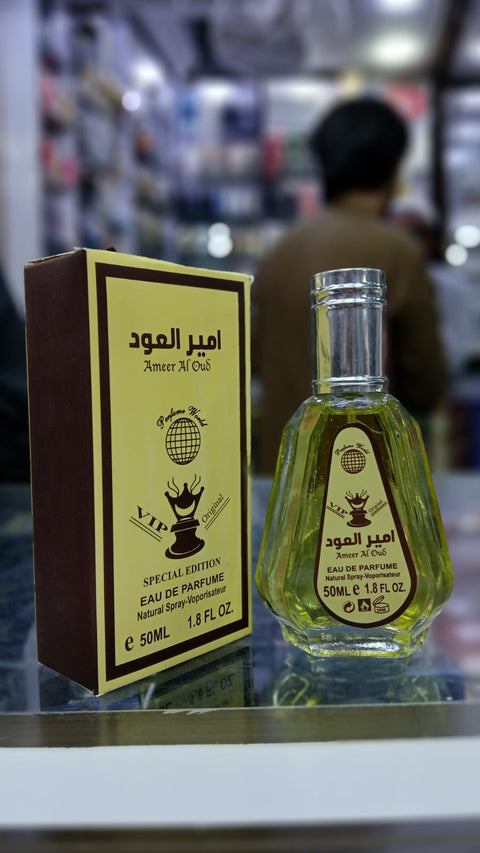 امير العود
Ameer Al Oud
Perfume World
VIP
Original
SPECIAL EDITION
EAU DE PARFUME
Natural Spray-Vaporisateur
e 50ML 1.8 FL OZ.
Perfume World
VIP
Original
امير العود
Ameer Al Oud
EAU DE PARFUME
Natural Spray-Voporisateur
50ML e 1.8 FL OZ.